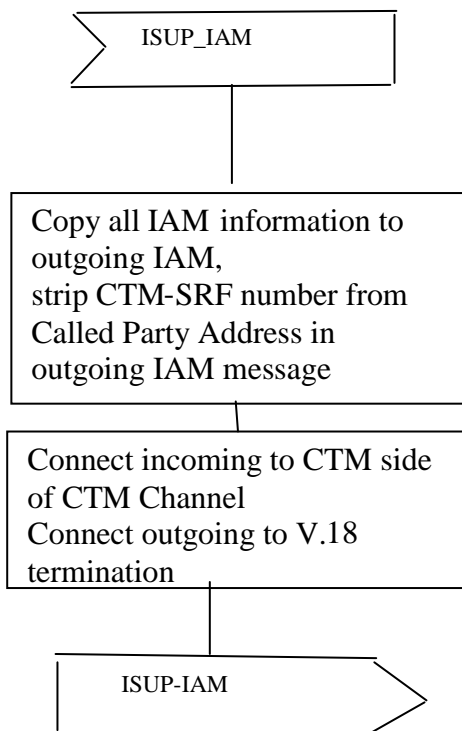 ISUP_IAM
Copy all IAM information to
outgoing IAM,
strip CTM-SRF number from
Called Party Address in
outgoing IAM message
Connect incoming to CTM side
of CTM Channel
Connect outgoing to V.18
termination
ISUP-IAM